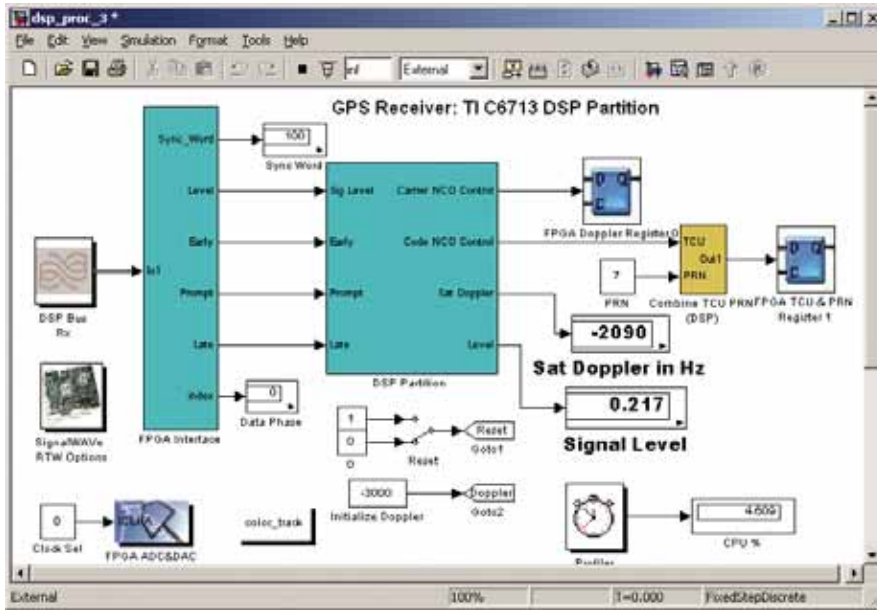 dsp_proc_3 *
File Edit View Simulation Format Tools Help
inf External
GPS Receiver: TI C6713 DSP Partition
Sync_Word
100
Sync Word
Level
Sig Level
Carrier NCO Control
D Q
C
FPGA Doppler Register 0
Early
Early
Code NCO Control
TCU
Out1
PRN
D Q
C
7
PRN
Combine TCU PRN
(DSP)
FPGA TCU & PRN
Register 1
In1
DSP Bus
Rx
Prompt
Prompt
Sat Doppler
-2090
Sat Doppler in Hz
Late
Late
Level
DSP Partition
0.217
Signal Level
Index
0
Data Phase
FPGA Interface
SignalWAVe
RTW Options
1
0
0
Reset
Reset
Goto1
-3000
Initialize Doppler
Doppler
Goto2
0
Clock Sel
FPGA ADC&DAC
color_back
Profiler
4.609
CPU %
External 100% T=0.000 FixedStepDiscrete